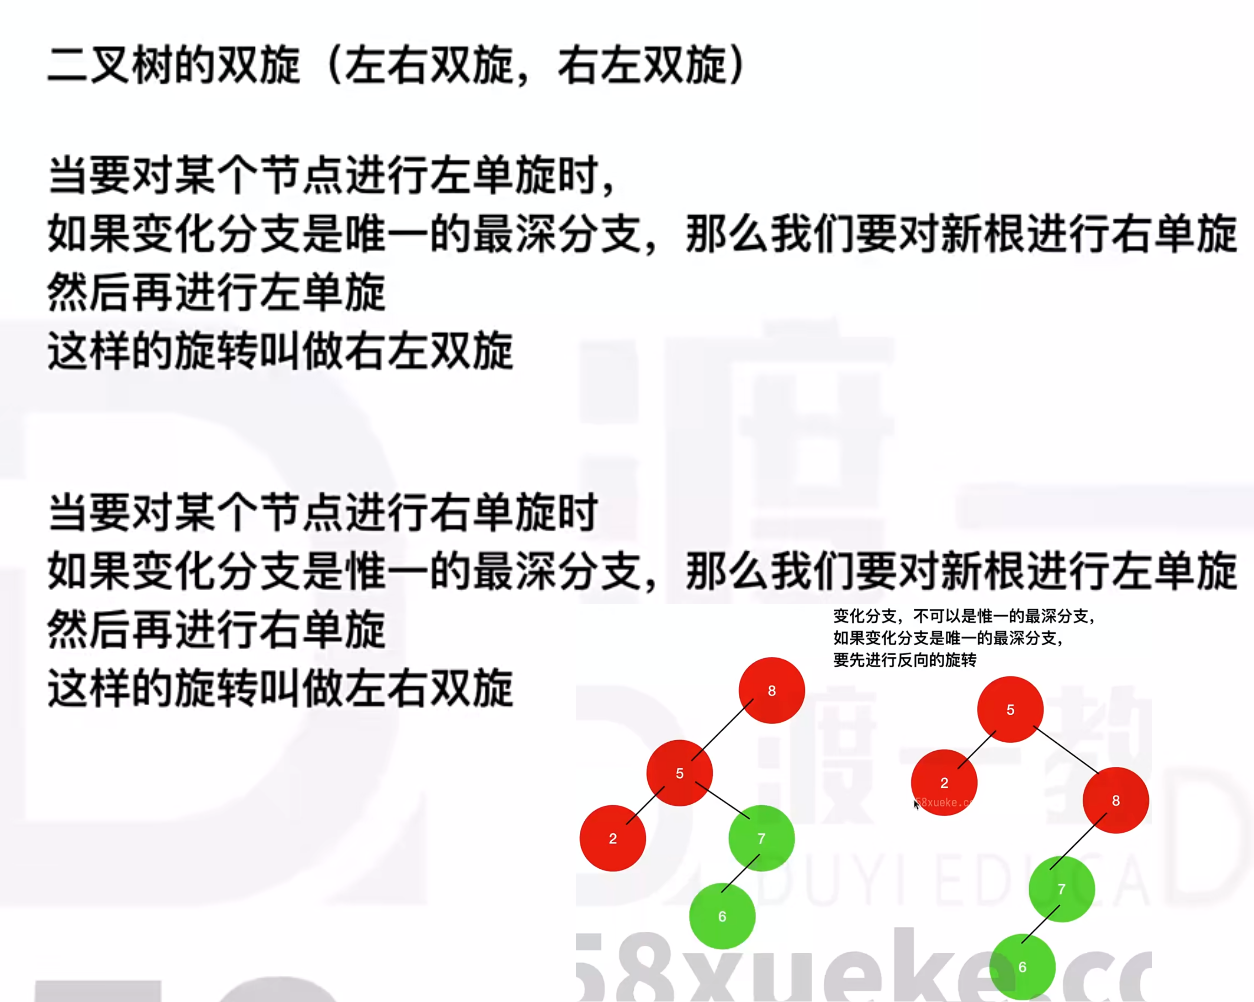 二叉树的双旋（左右双旋，右左双旋）
当要对某个节点进行左单旋时，
如果变化分支是唯一的最深分支，那么我们要对新根进行右单旋
然后再进行左单旋
这样的旋转叫做右左双旋
当要对某个节点进行右单旋时
如果变化分支是惟一的最深分支，那么我们要对新根进行左单旋
然后再进行右单旋
这样的旋转叫做左右双旋
变化分支，不可以是惟一的最深分支，
如果变化分支是唯一的最深分支，
要先进行反向的旋转
8
5
2
7
6
5
2
8
7
6
渡一
渡一教
DUYI EDUCA
58xueke.co